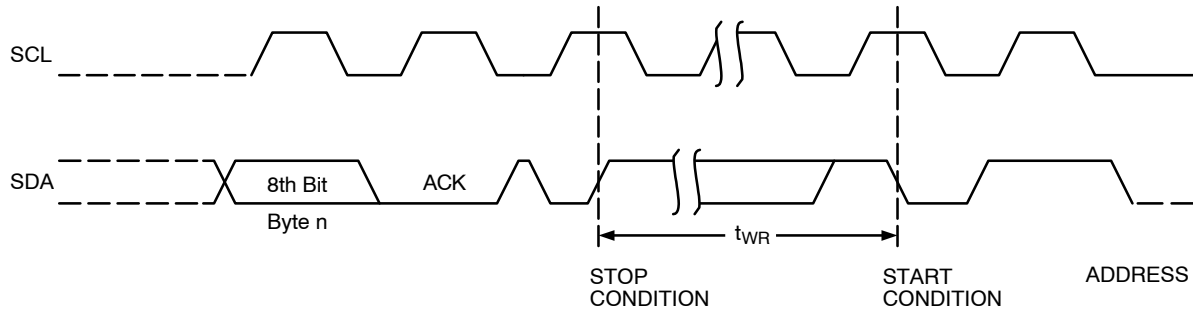 SCL
SDA
8th Bit
ACK
Byte n
tWR
STOP
CONDITION
START
CONDITION
ADDRESS